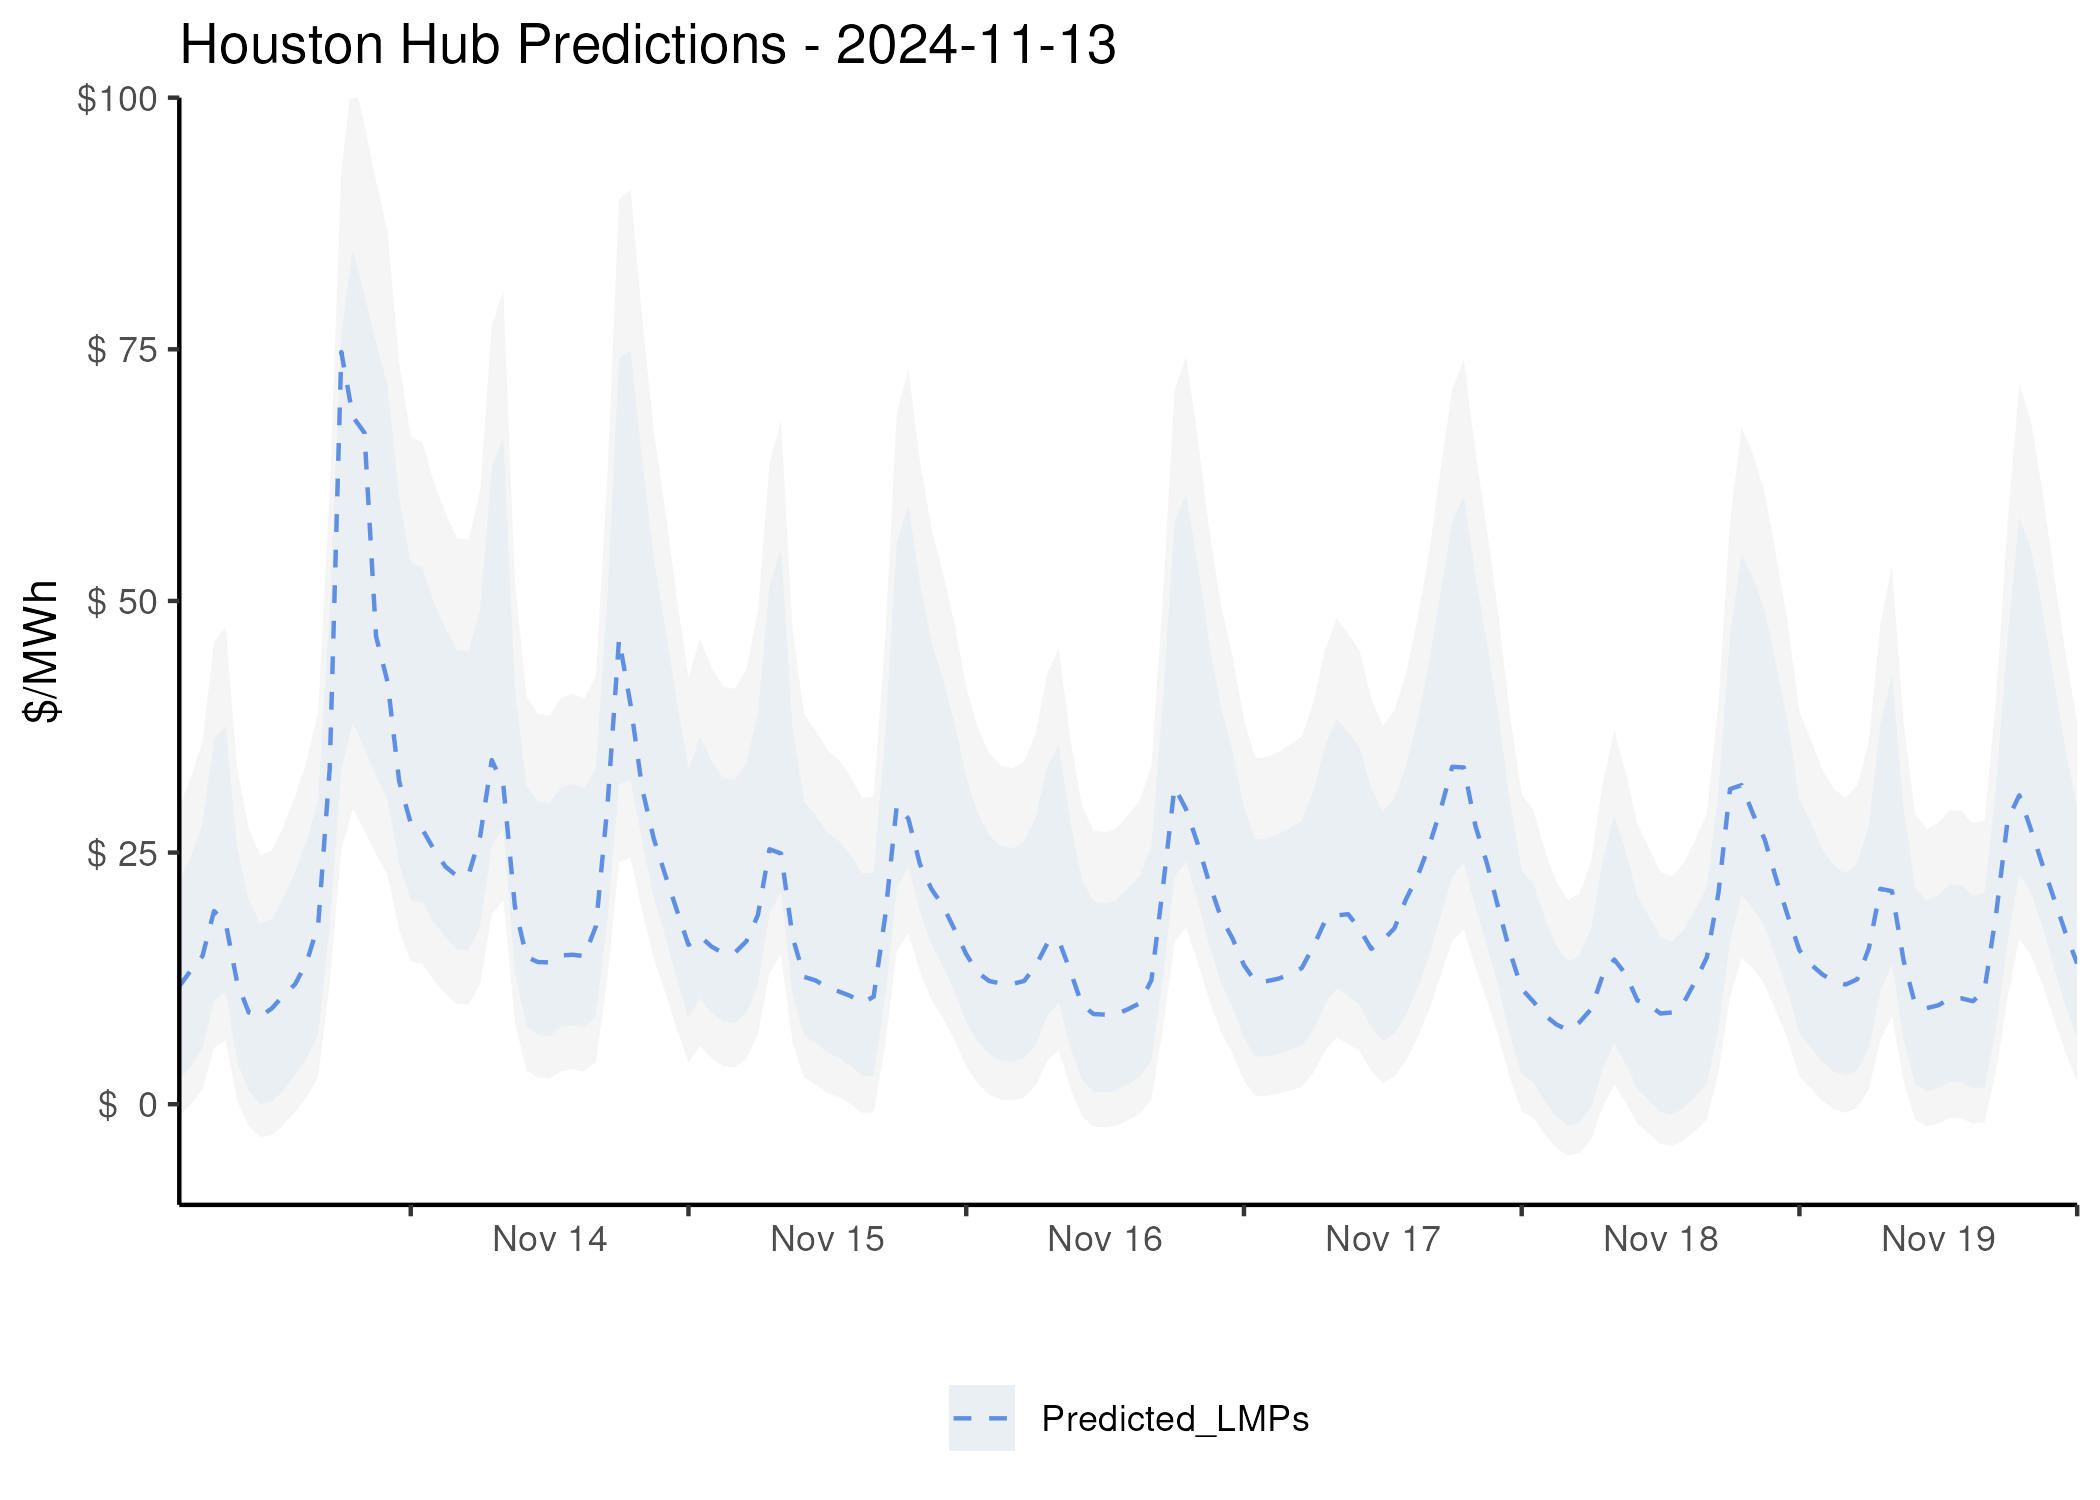 Houston Hub Predictions - 2024-11-13
$/MWh
$100
$ 75
$ 50
$ 25
$  0
Nov 14
Nov 15
Nov 16
Nov 17
Nov 18
Nov 19
Predicted_LMPs